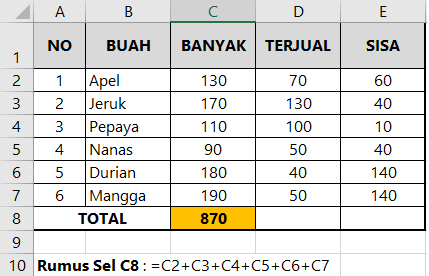 A B C D E
1 NO BUAH BANYAK TERJUAL SISA
2 1 Apel 130 70 60
3 2 Jeruk 170 130 40
4 3 Pepaya 110 100 10
5 4 Nanas 90 50 40
6 5 Durian 180 40 140
7 6 Mangga 190 50 140
8 TOTAL 870
9
10 Rumus Sel C8 : =C2+C3+C4+C5+C6+C7